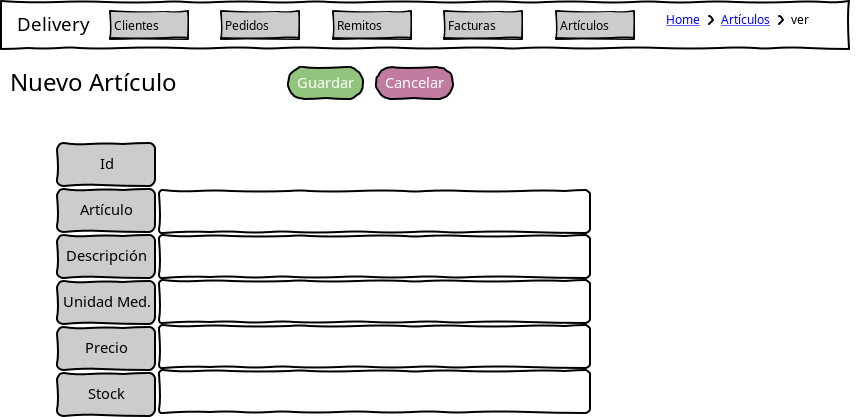 Delivery Clientes Pedidos Remitos Facturas Artículos Home > Artículos > ver
Nuevo Artículo Guardar Cancelar
Id
Artículo
Descripción
Unidad Med.
Precio
Stock